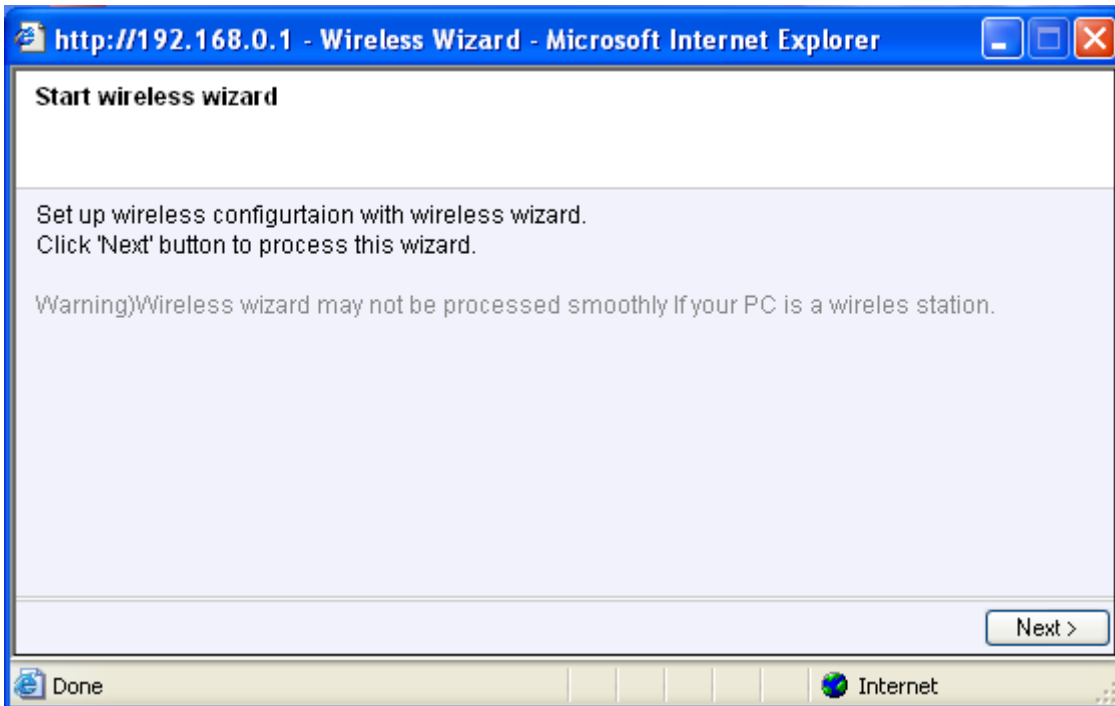 http://192.168.0.1 - Wireless Wizard - Microsoft Internet Explorer
Start wireless wizard
Set up wireless configurtaion with wireless wizard.
Click 'Next' button to process this wizard.
Warning)Wireless wizard may not be processed smoothly If your PC is a wireles station.
Next >
Done
Internet